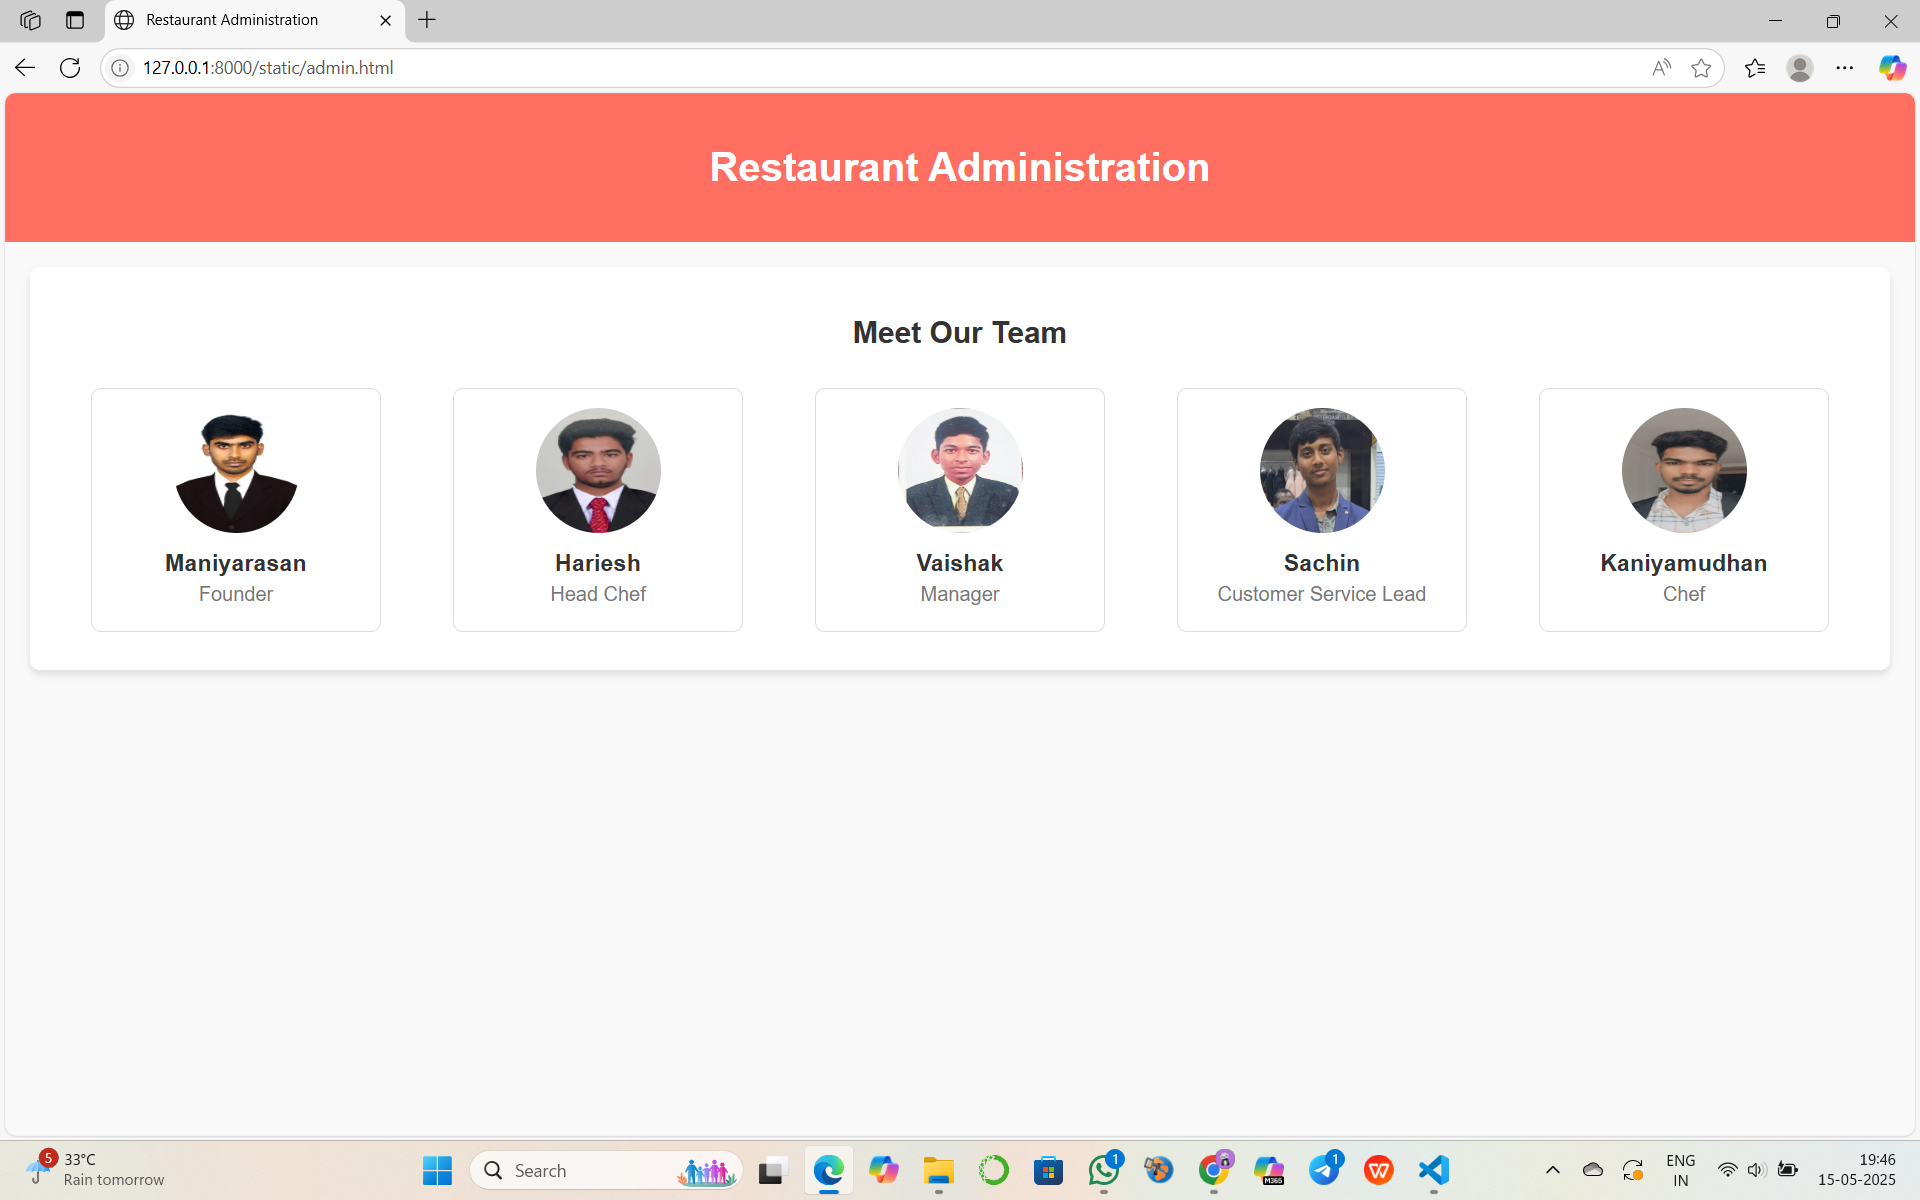 Restaurant Administration
127.0.0.1:8000/static/admin.html
Restaurant Administration
Meet Our Team
Maniyarasan
Founder
Hariesh
Head Chef
Vaishak
Manager
Sachin
Customer Service Lead
Kaniyamudhan
Chef
5
33°C
Rain tomorrow
Search
1
M365
1
W
ENG
IN
19:46
15-05-2025